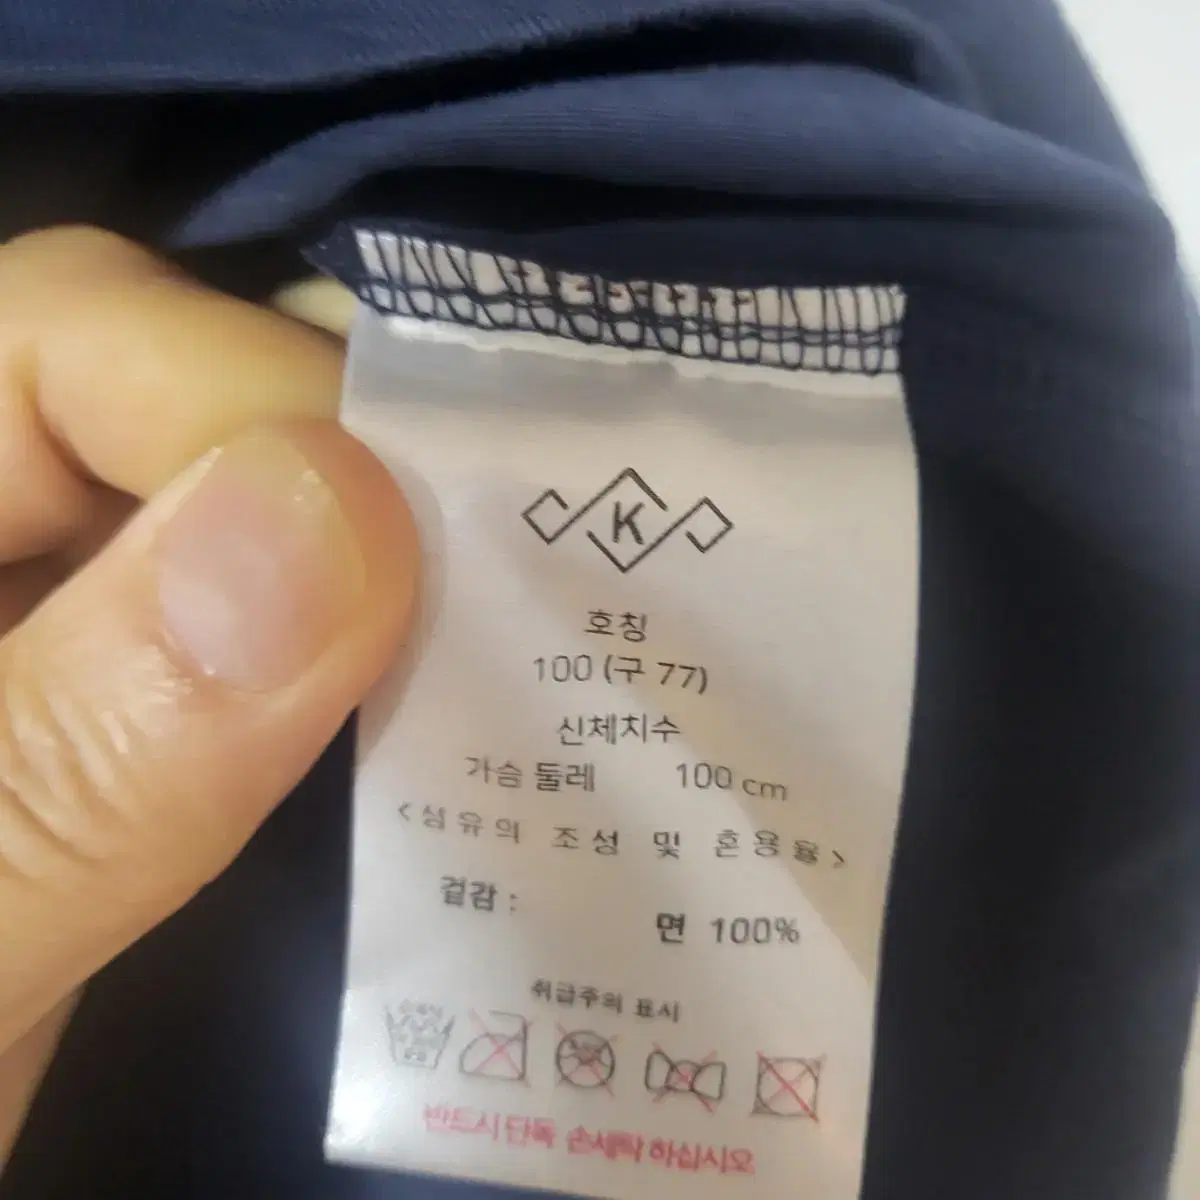 K
호칭
100 (구 77)
신체치수
가슴 둘레 100 cm
<섬유의 조성 및 혼용율>
겉감 :
면 100%
취급주의 표시
반드시 단독 손세탁 하십시오